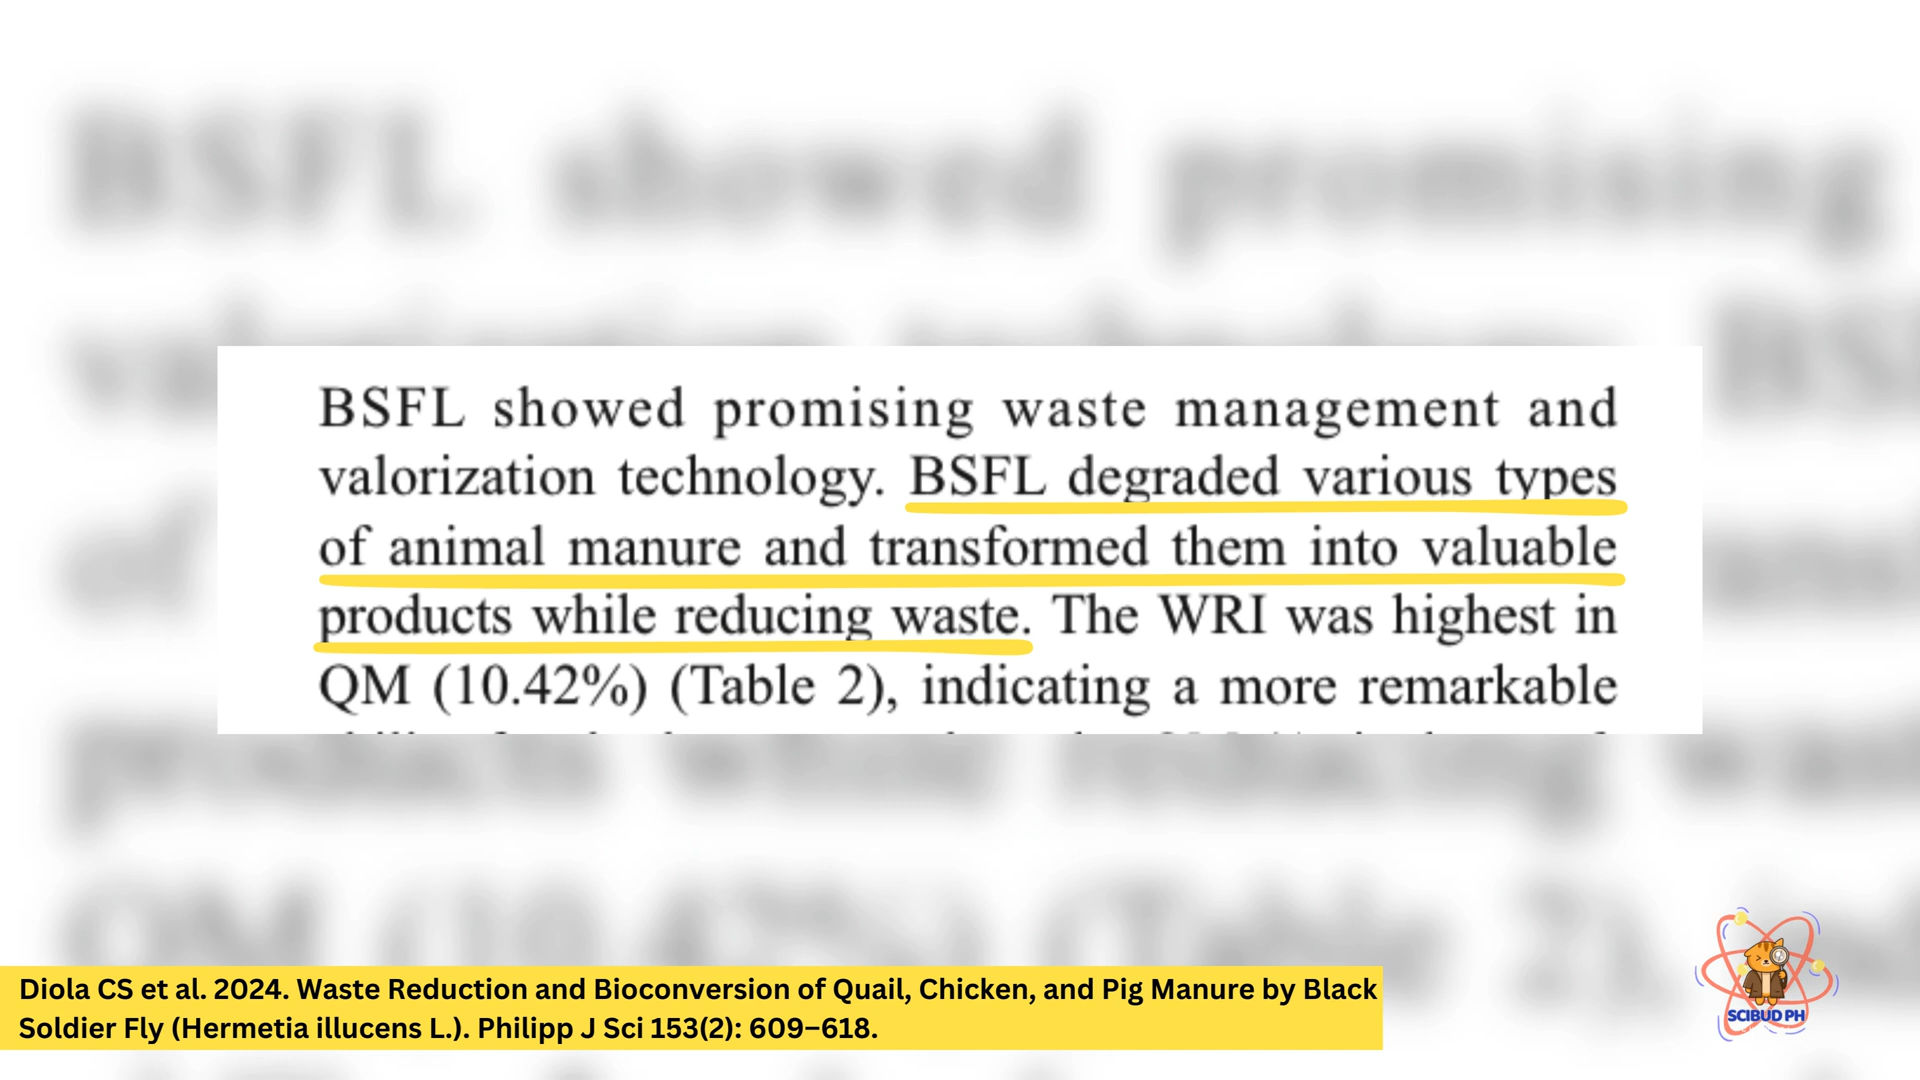 BSFL showed promising
BSFL showed promising waste management and
valorization technology. BSFL degraded various types
of animal manure and transformed them into valuable
products while reducing waste. The WRI was highest in
QM (10.42%) (Table 2), indicating a more remarkable
Diola CS et al. 2024. Waste Reduction and Bioconversion of Quail, Chicken, and Pig Manure by Black
Soldier Fly (Hermetia illucens L.). Philipp J Sci 153(2): 609–618.
SCIBUD PH